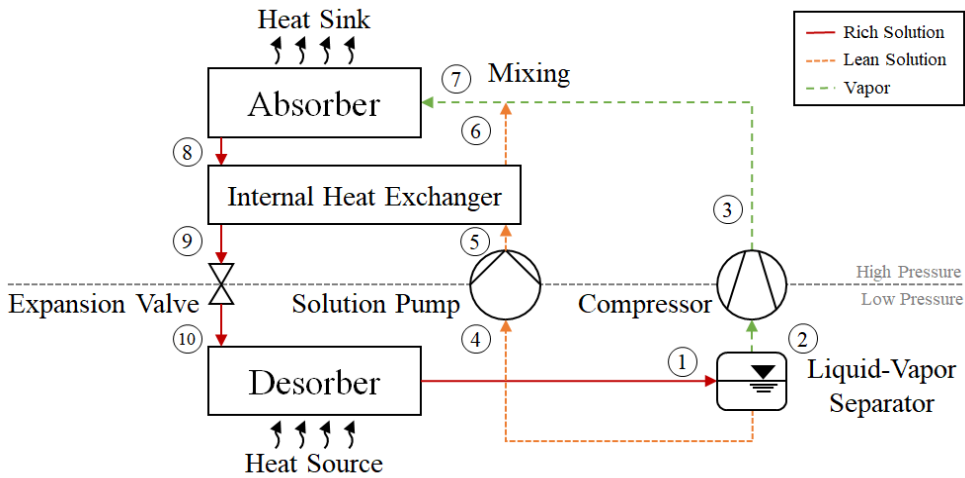 Heat Sink
Rich Solution
Lean Solution
Vapor
7
Mixing
Absorber
6
8
Internal Heat Exchanger
3
9
5
High Pressure
Expansion Valve
Solution Pump
Compressor
Low Pressure
10
4
2
1
Desorber
Liquid-Vapor
Separator
Heat Source